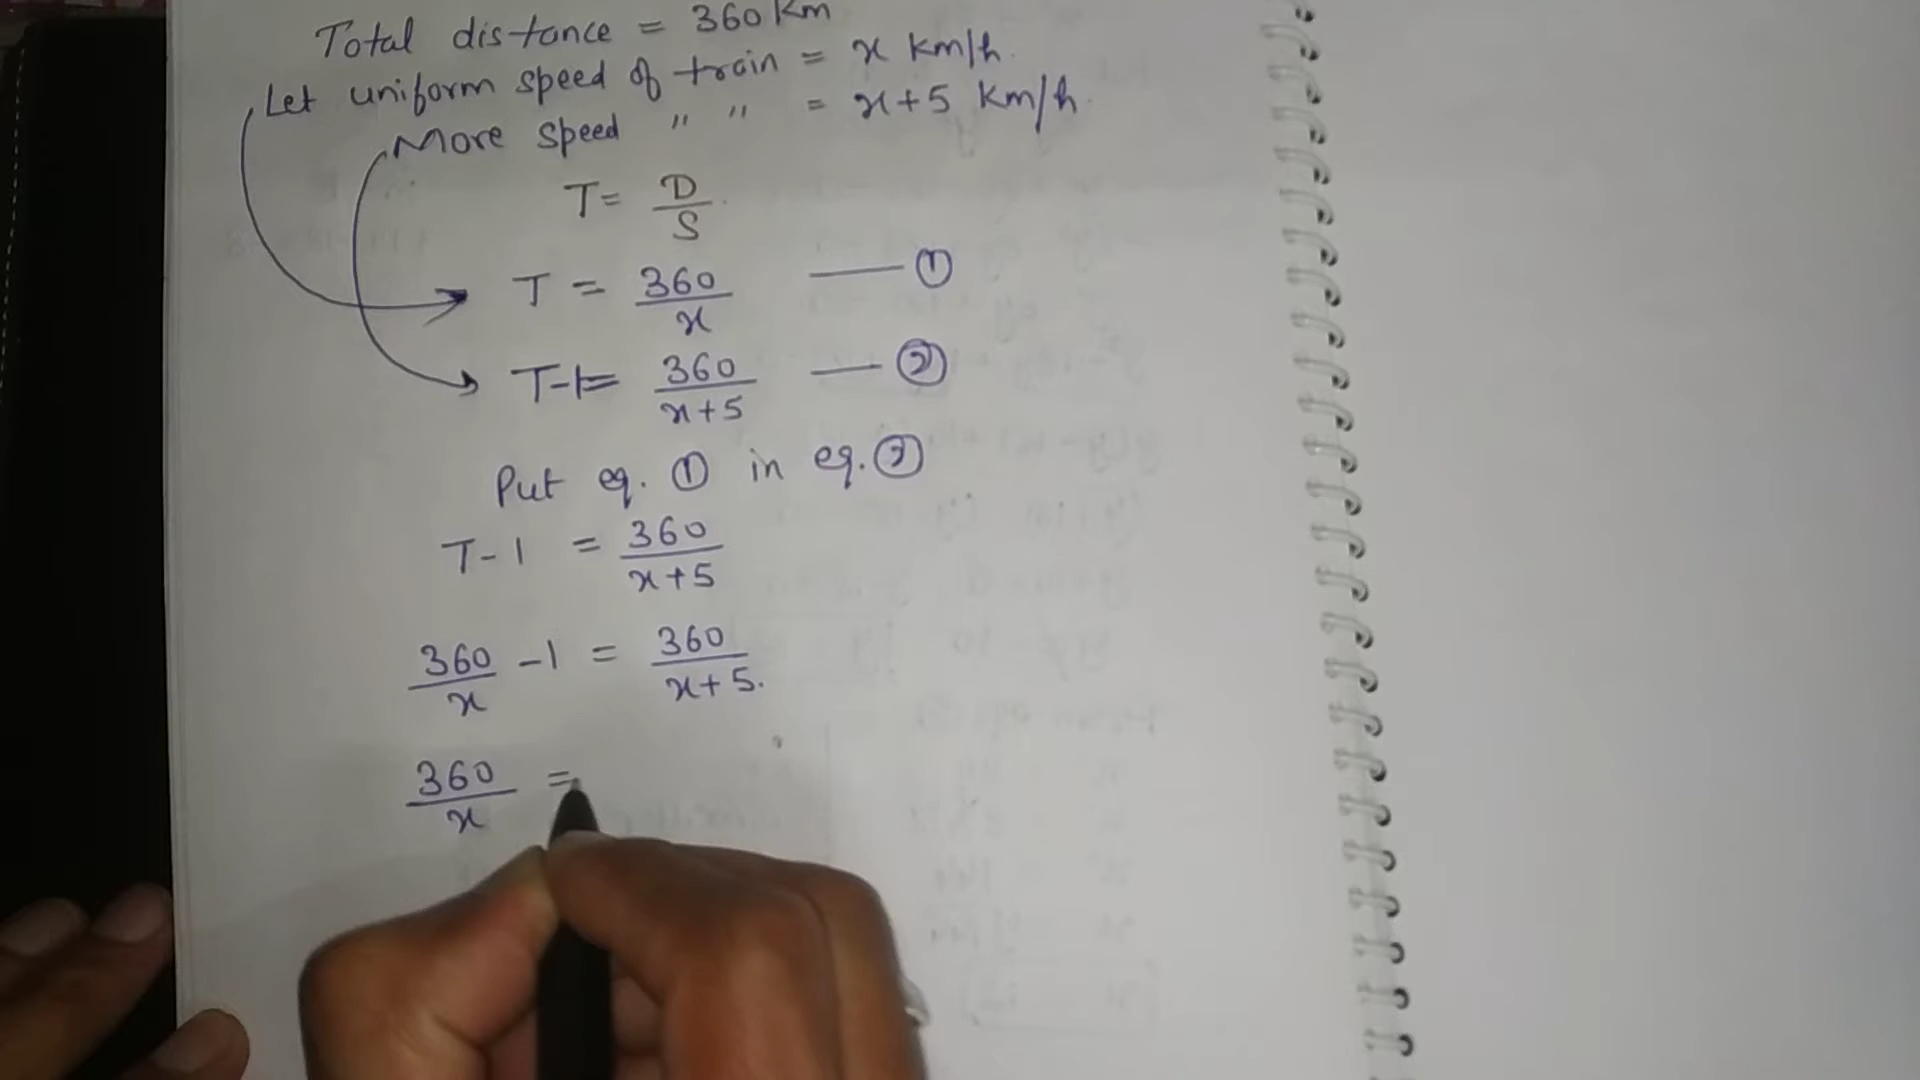 Total distance = 360 Km
Let uniform speed of train = x km/h.
More speed " " = x+5 Km/h.
T = D/S
T = 360/x —— ①
T-1 = 360/x+5 —— ②
Put eq. ① in eq. ②
T-1 = 360/x+5
360/x -1 = 360/x+5.
360/x =